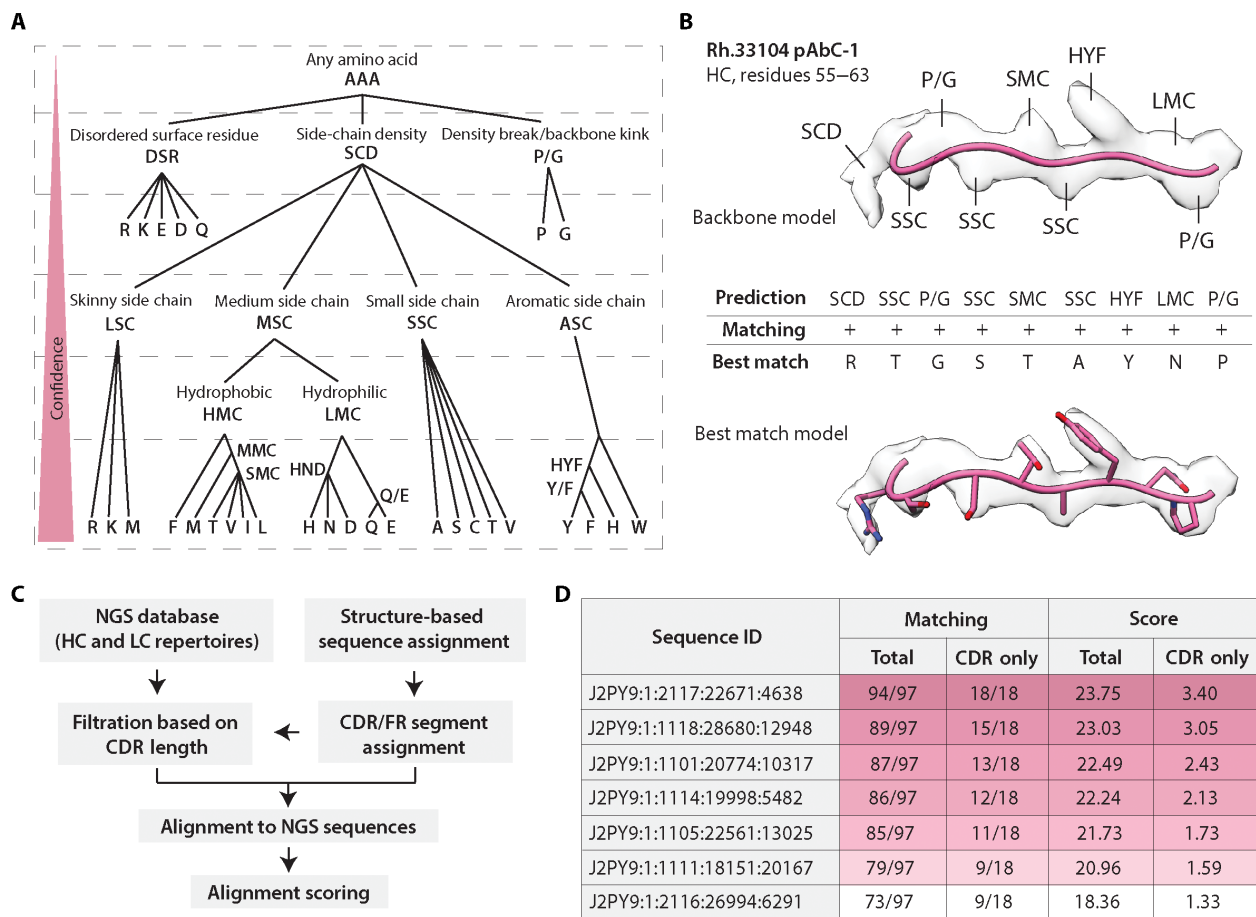 A
Any amino acid
AAA
Disordered surface residue
DSR
Side-chain density
SCD
Density break/backbone kink
P/G
R K E D Q
P G
Skinny side chain
LSC
Medium side chain
MSC
Small side chain
SSC
Aromatic side chain
ASC
Hydrophobic
HMC
Hydrophilic
LMC
MMC
SMC
HND
Q/E
HYF
Y/F
R K M F M T V I L H N D Q E A S C T V Y F H W
Confidence
B
Rh.33104 pAbC-1
HC, residues 55–63
SCD
P/G
SMC
HYF
LMC
SSC
SSC
SSC
P/G
Backbone model
Prediction SCD SSC P/G SSC SMC SSC HYF LMC P/G
Matching + + + + + + + + +
Best match R T G S T A Y N P
Best match model
C
NGS database
(HC and LC repertoires)
Structure-based
sequence assignment
Filtration based on
CDR length
CDR/FR segment
assignment
Alignment to NGS sequences
Alignment scoring
D
Sequence ID Matching Score
Total CDR only Total CDR only
J2PY9:1:2117:22671:4638 94/97 18/18 23.75 3.40
J2PY9:1:1118:28680:12948 89/97 15/18 23.03 3.05
J2PY9:1:1101:20774:10317 87/97 13/18 22.49 2.43
J2PY9:1:1114:19998:5482 86/97 12/18 22.24 2.13
J2PY9:1:1105:22561:13025 85/97 11/18 21.73 1.73
J2PY9:1:1111:18151:20167 79/97 9/18 20.96 1.59
J2PY9:1:2116:26994:6291 73/97 9/18 18.36 1.33